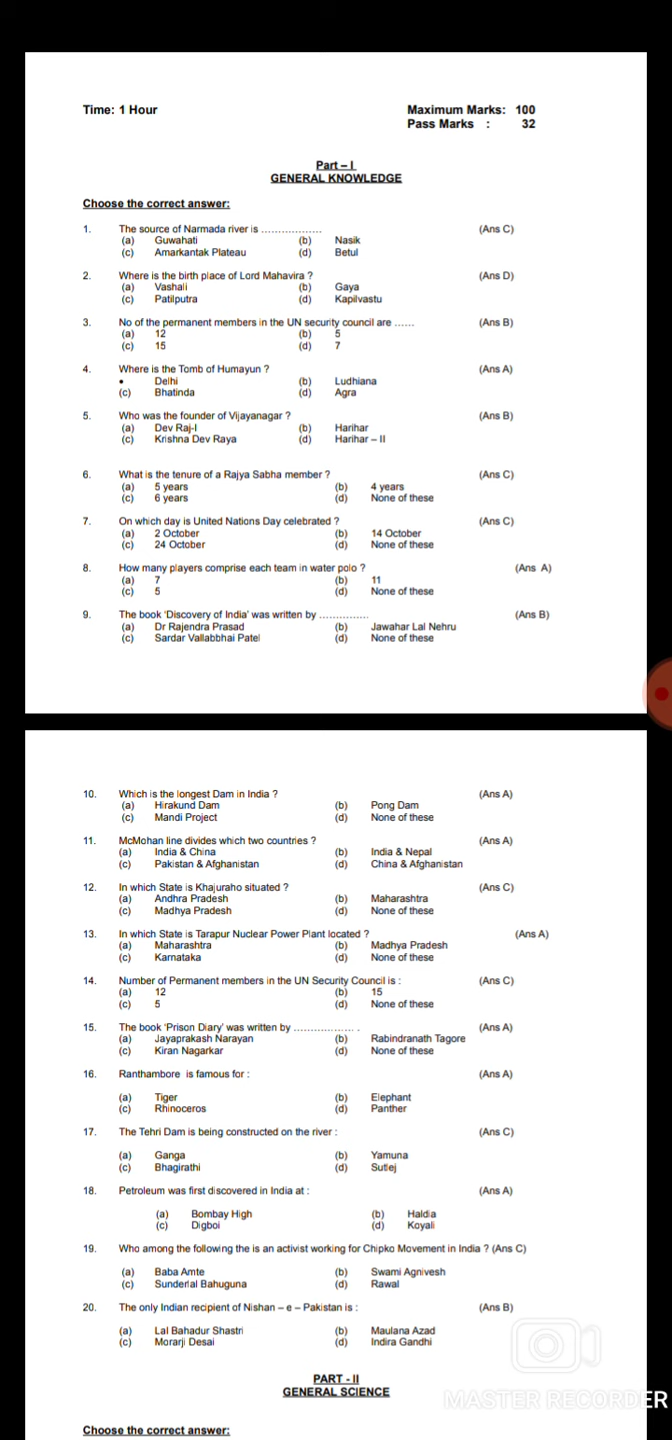 Time: 1 Hour Maximum Marks: 100
Pass Marks : 32
Part – I
GENERAL KNOWLEDGE
Choose the correct answer:
1. The source of Narmada river is .................. (Ans C)
(a) Guwahati (b) Nasik
(c) Amarkantak Plateau (d) Betul
2. Where is the birth place of Lord Mahavira ? (Ans D)
(a) Vashali (b) Gaya
(c) Patilputra (d) Kapilvastu
3. No of the permanent members in the UN security council are ...... (Ans B)
(a) 12 (b) 5
(c) 15 (d) 7
4. Where is the Tomb of Humayun ? (Ans A)
• Delhi (b) Ludhiana
(c) Bhatinda (d) Agra
5. Who was the founder of Vijayanagar ? (Ans B)
(a) Dev Raj-I (b) Harihar
(c) Krishna Dev Raya (d) Harihar – II
6. What is the tenure of a Rajya Sabha member ? (Ans C)
(a) 5 years (b) 4 years
(c) 6 years (d) None of these
7. On which day is United Nations Day celebrated ? (Ans C)
(a) 2 October (b) 14 October
(c) 24 October (d) None of these
8. How many players comprise each team in water polo ? (Ans A)
(a) 7 (b) 11
(c) 5 (d) None of these
9. The book ‘Discovery of India’ was written by ............... (Ans B)
(a) Dr Rajendra Prasad (b) Jawahar Lal Nehru
(c) Sardar Vallabbhai Patel (d) None of these
10. Which is the longest Dam in India ? (Ans A)
(a) Hirakund Dam (b) Pong Dam
(c) Mandi Project (d) None of these
11. McMohan line divides which two countries ? (Ans A)
(a) India & China (b) India & Nepal
(c) Pakistan & Afghanistan (d) China & Afghanistan
12. In which State is Khajuraho situated ? (Ans C)
(a) Andhra Pradesh (b) Maharashtra
(c) Madhya Pradesh (d) None of these
13. In which State is Tarapur Nuclear Power Plant located ? (Ans A)
(a) Maharashtra (b) Madhya Pradesh
(c) Karnataka (d) None of these
14. Number of Permanent members in the UN Security Council is : (Ans C)
(a) 12 (b) 15
(c) 5 (d) None of these
15. The book ‘Prison Diary’ was written by .................. . (Ans A)
(a) Jayaprakash Narayan (b) Rabindranath Tagore
(c) Kiran Nagarkar (d) None of these
16. Ranthambore is famous for : (Ans A)
(a) Tiger (b) Elephant
(c) Rhinoceros (d) Panther
17. The Tehri Dam is being constructed on the river : (Ans C)
(a) Ganga (b) Yamuna
(c) Bhagirathi (d) Sutlej
18. Petroleum was first discovered in India at : (Ans A)
(a) Bombay High (b) Haldia
(c) Digboi (d) Koyali
19. Who among the following the is an activist working for Chipko Movement in India ? (Ans C)
(a) Baba Amte (b) Swami Agnivesh
(c) Sunderlal Bahuguna (d) Rawal
20. The only Indian recipient of Nishan – e – Pakistan is : (Ans B)
(a) Lal Bahadur Shastri (b) Maulana Azad
(c) Morarji Desai (d) Indira Gandhi
PART - II
GENERAL SCIENCE
MASTER RECORDER
Choose the correct answer: